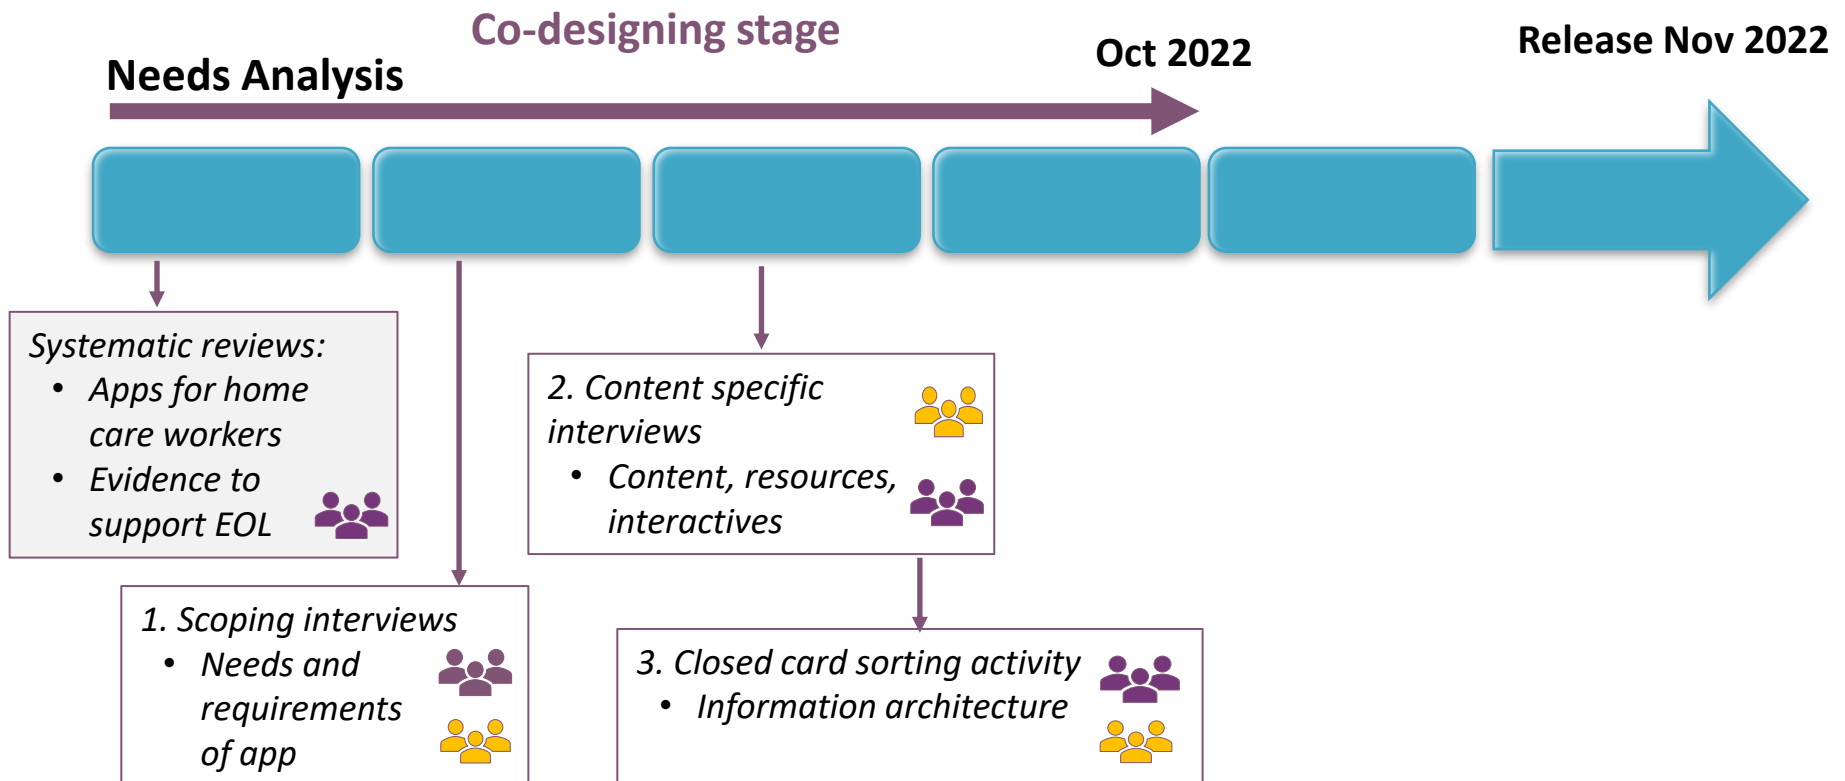 Co-designing stage
Needs Analysis
Oct 2022
Release Nov 2022
Systematic reviews:
• Apps for home
care workers
• Evidence to
support EOL
1. Scoping interviews
• Needs and
requirements
of app
2. Content specific
interviews
• Content, resources,
interactives
3. Closed card sorting activity
• Information architecture